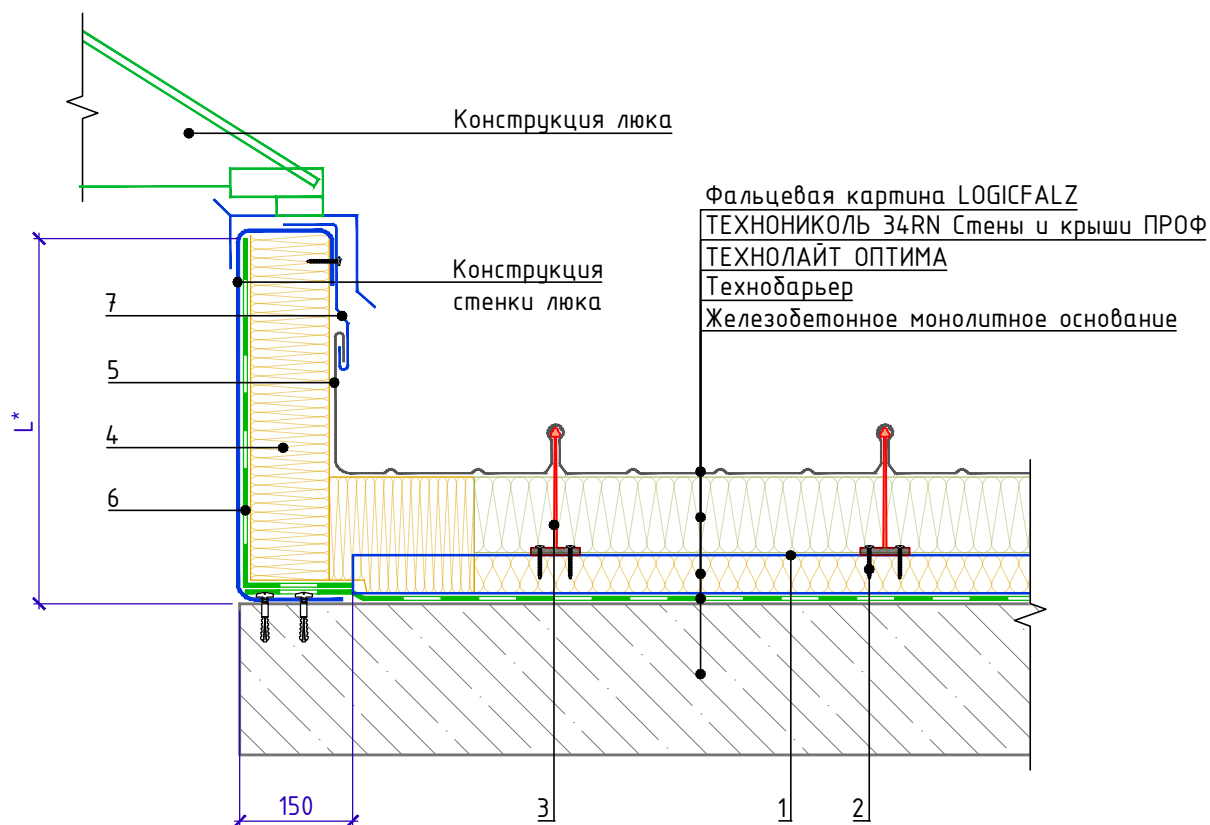 Конструкция люка
Фальцевая картина LOGICFALZ
ТЕХНОНИКОЛЬ 34RN Стены и крыши ПРОФ
ТЕХНОЛАЙТ ОПТИМА
Технобарьер
Железобетонное монолитное основание
Конструкция
стенки люка
7
5
4
6
L*
150
3
1
2